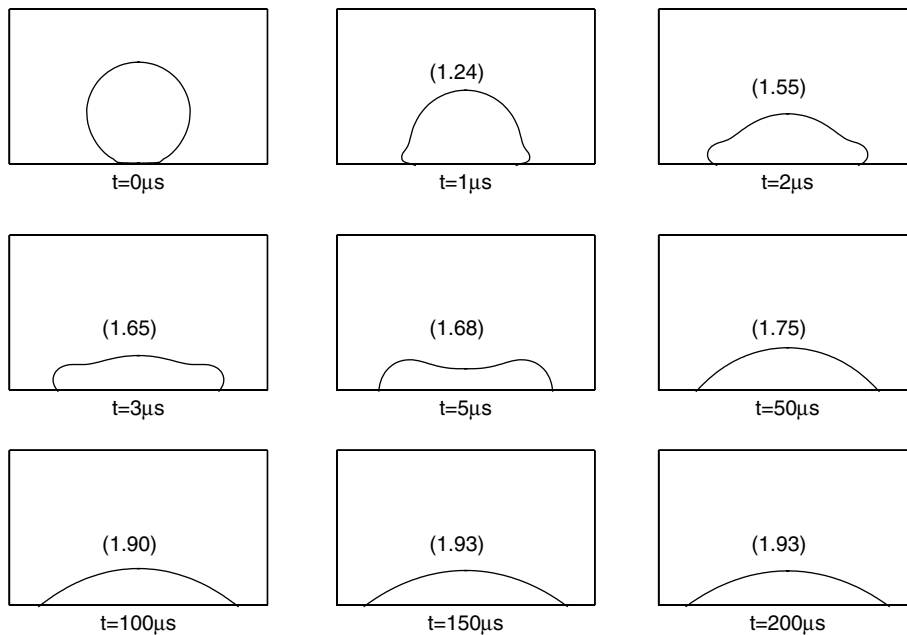 (1.24)
(1.55)
t=0μs
t=1μs
t=2μs
(1.65)
(1.68)
(1.75)
t=3μs
t=5μs
t=50μs
(1.90)
(1.93)
(1.93)
t=100μs
t=150μs
t=200μs